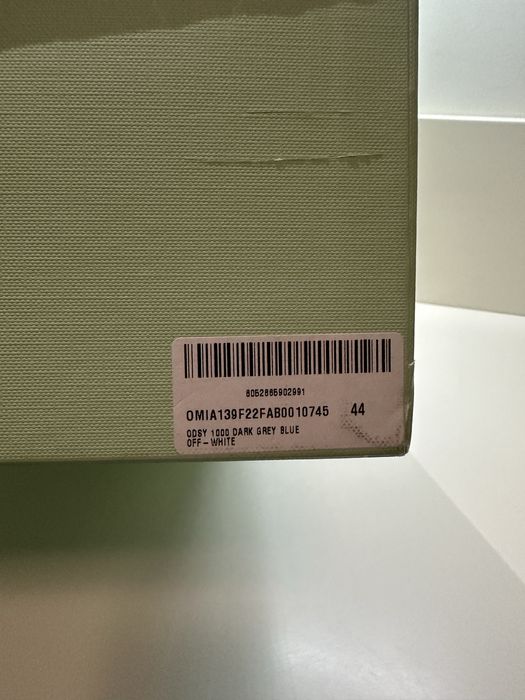 8052865902991
OMIA139F22FAB0010745 44
ODSY 1000 DARK GREY BLUE
OFF-WHITE